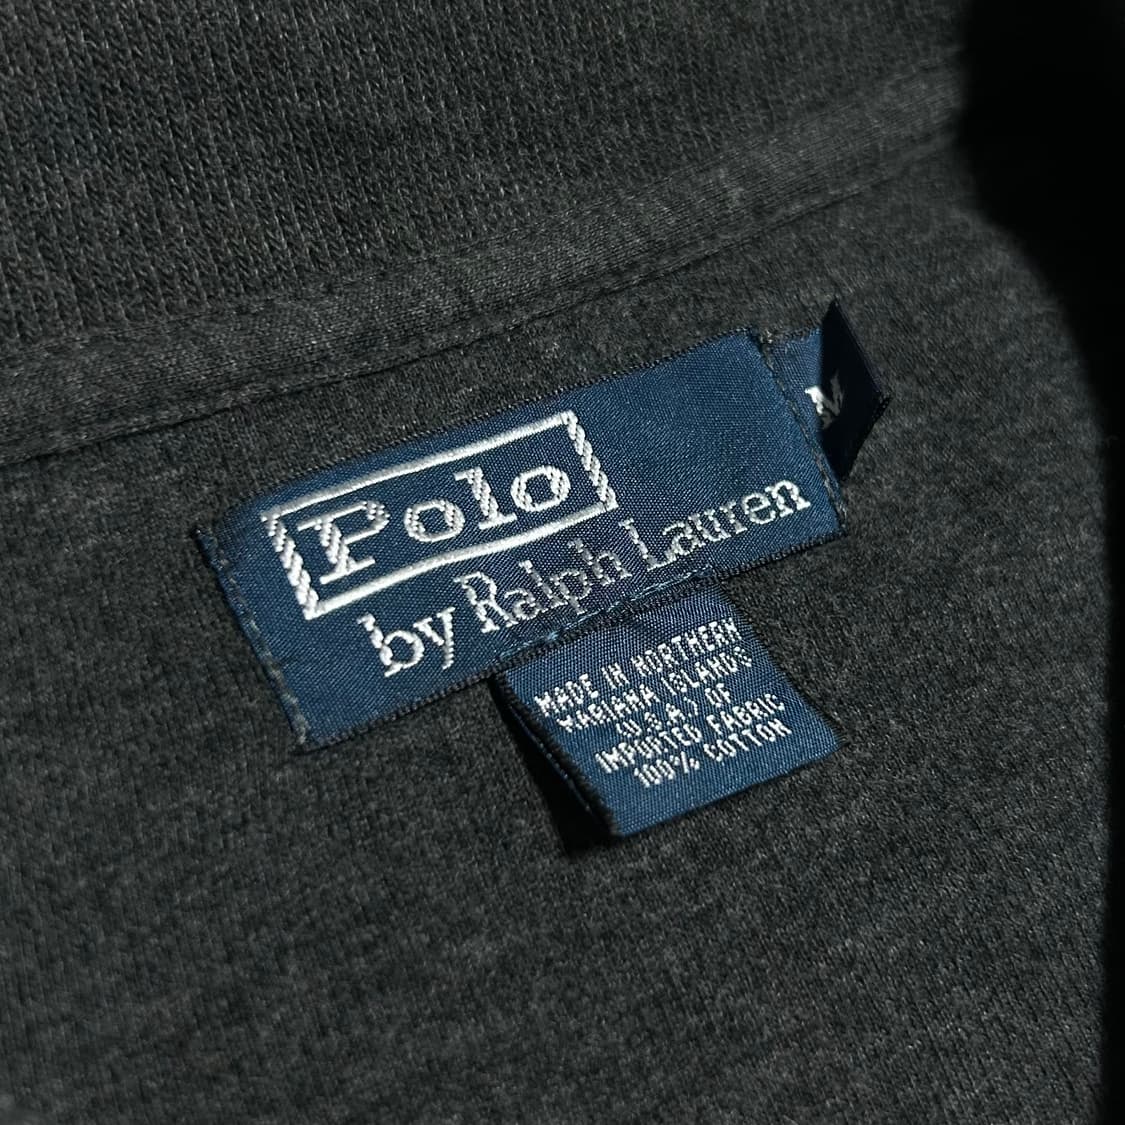 Polo
by Ralph Lauren
M
MADE IN NORTHERN
MARIANA ISLANDS
(U.S.A.) OF
IMPORTED FABRIC
100% COTTON